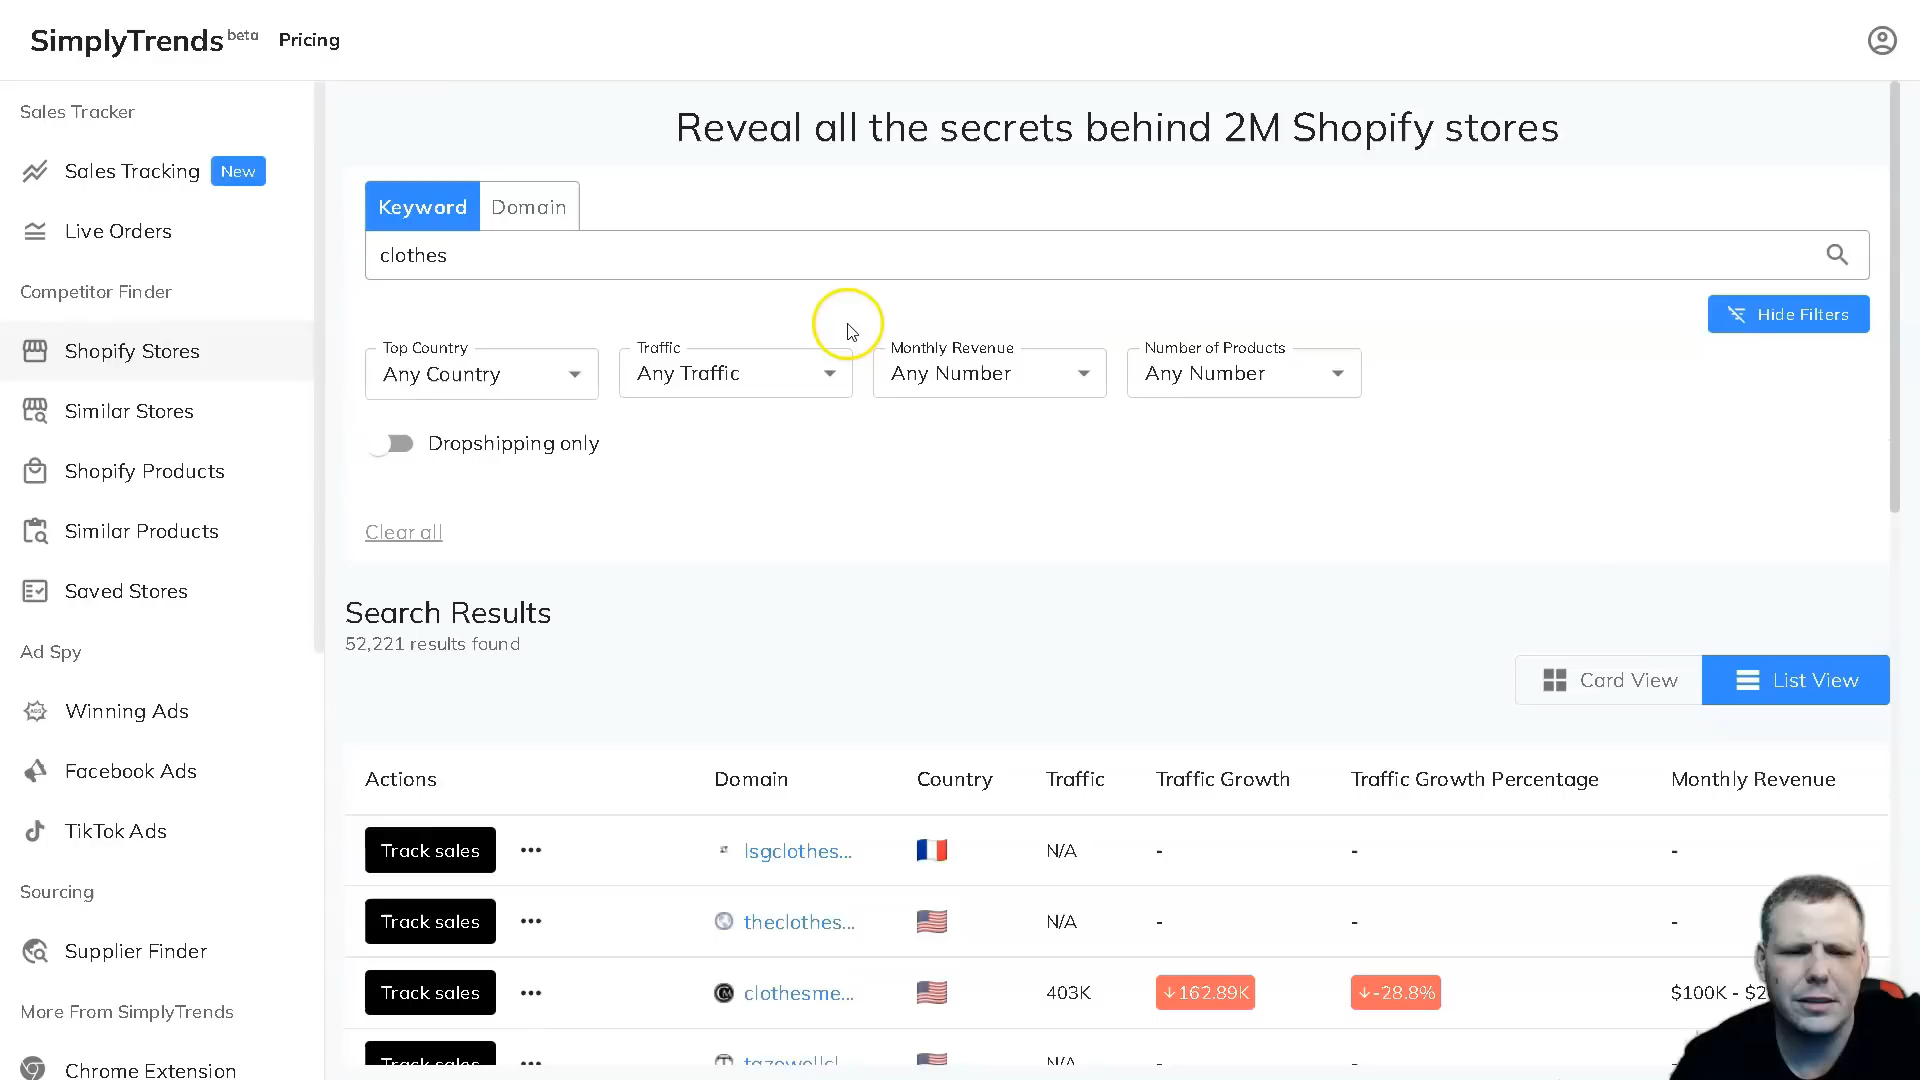 SimplyTrends beta Pricing
Sales Tracker
Sales Tracking New
Live Orders
Competitor Finder
Shopify Stores
Similar Stores
Shopify Products
Similar Products
Saved Stores
Ad Spy
Winning Ads
Facebook Ads
TikTok Ads
Sourcing
Supplier Finder
More From SimplyTrends
Chrome Extension
Reveal all the secrets behind 2M Shopify stores
Keyword Domain
clothes
Hide Filters
Top Country Traffic Monthly Revenue Number of Products
Any Country Any Traffic Any Number Any Number
Dropshipping only
Clear all
Search Results
52,221 results found
Card View List View
Actions Domain Country Traffic Traffic Growth Traffic Growth Percentage Monthly Revenue
Track sales ••• lsgclothes... N/A - - -
Track sales ••• theclothes... N/A - - -
Track sales ••• clothesme... 403K ↓162.89K ↓-28.8% $100K - $2
Track sales ••• N/A - - -